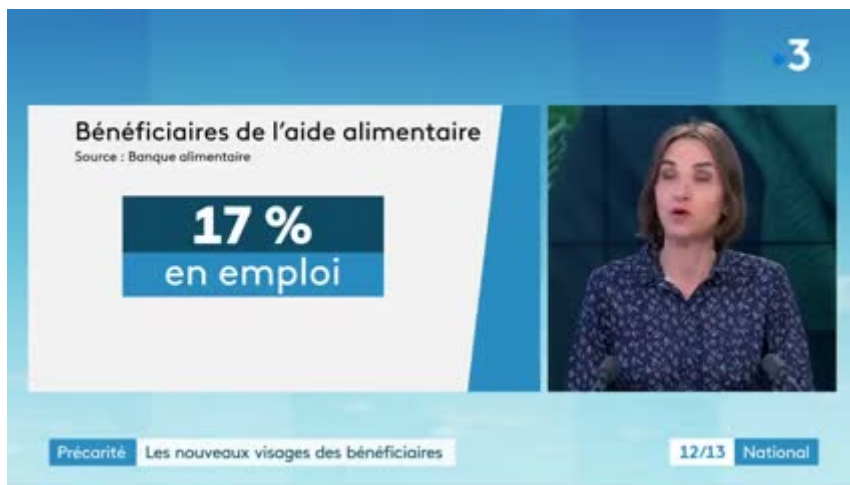 3
Bénéficiaires de l'aide alimentaire
Source : Banque alimentaire
17 %
en emploi
Précarité Les nouveaux visages des bénéficiaires
12/13 National